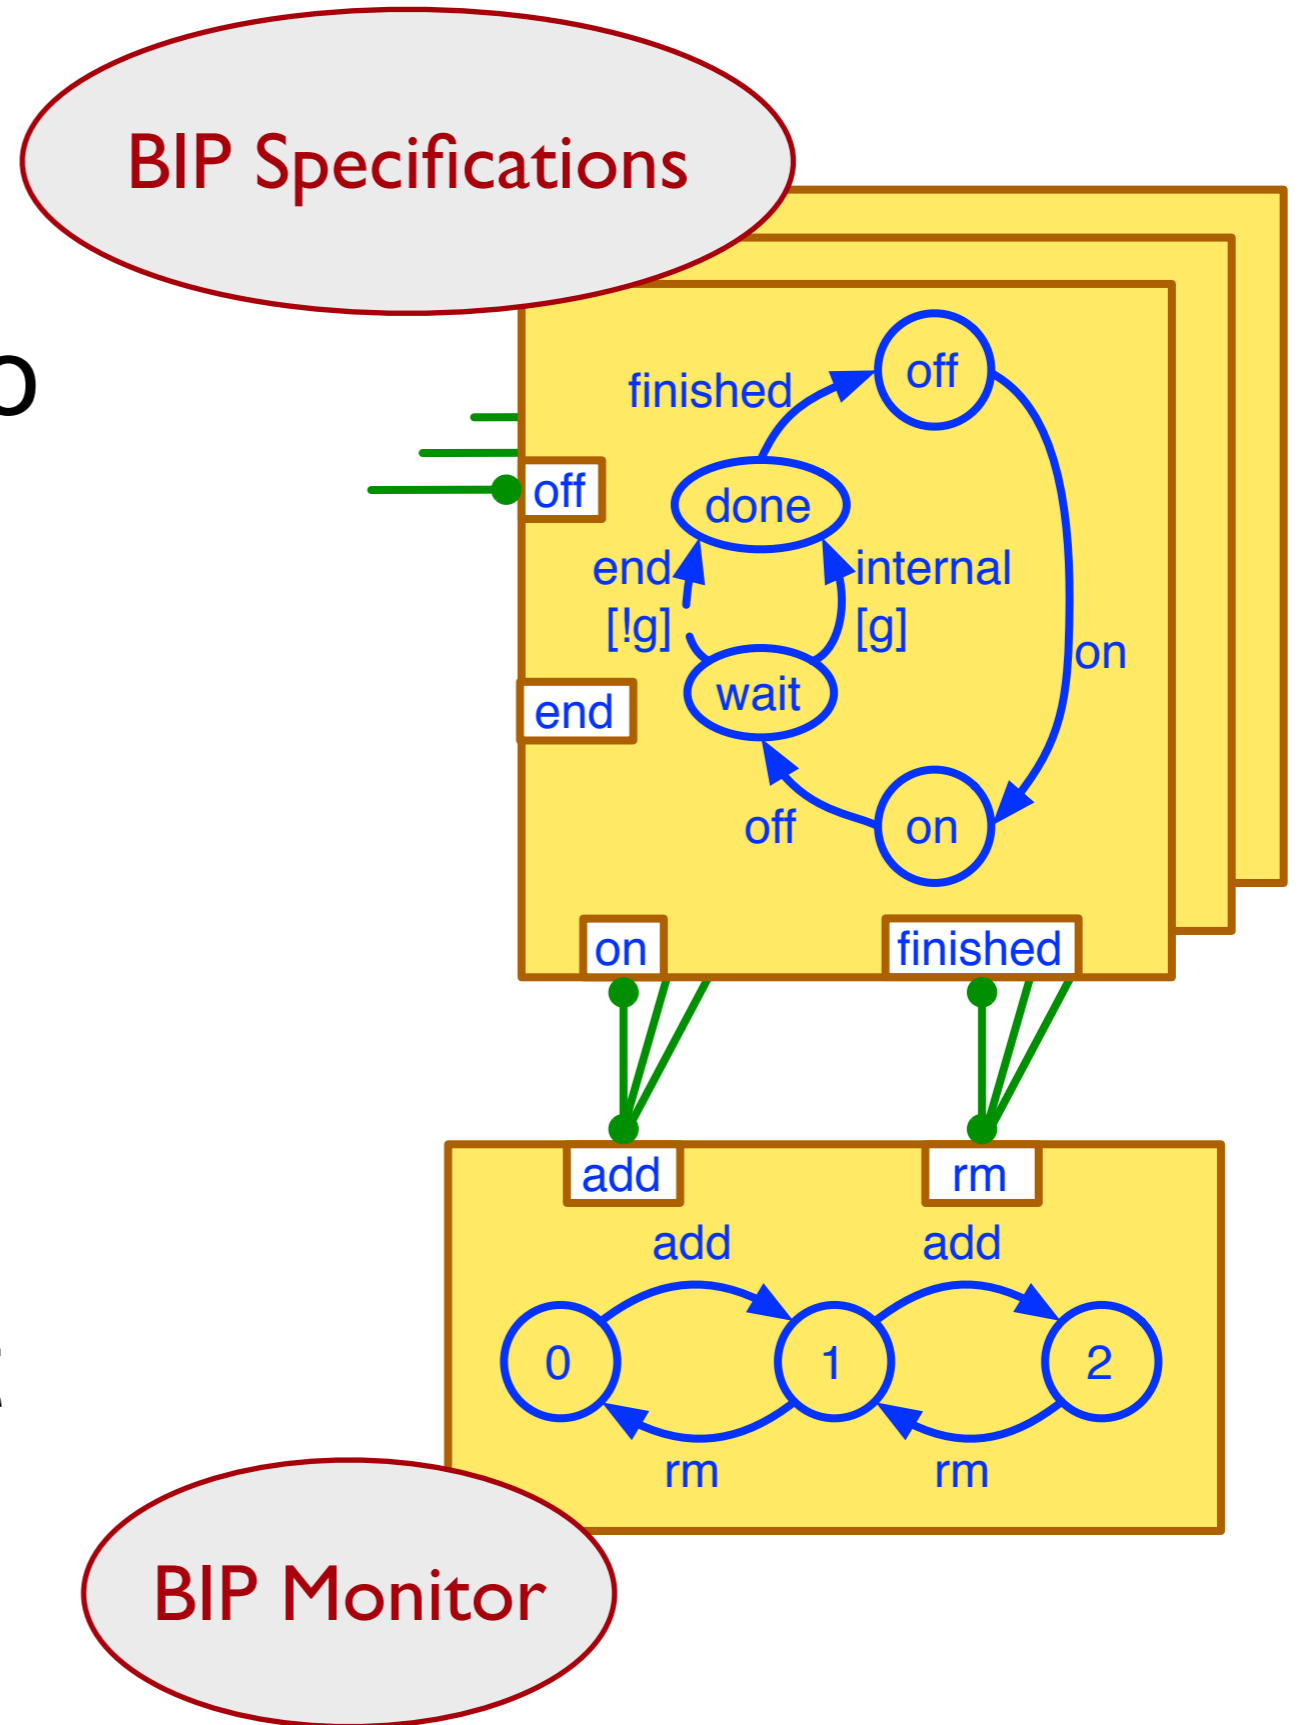 BIP Specifications
off
finished
off
done
end
internal
[!g]
[g]
on
end
wait
off
on
on
finished
add
rm
add
add
0
1
2
rm
rm
BIP Monitor